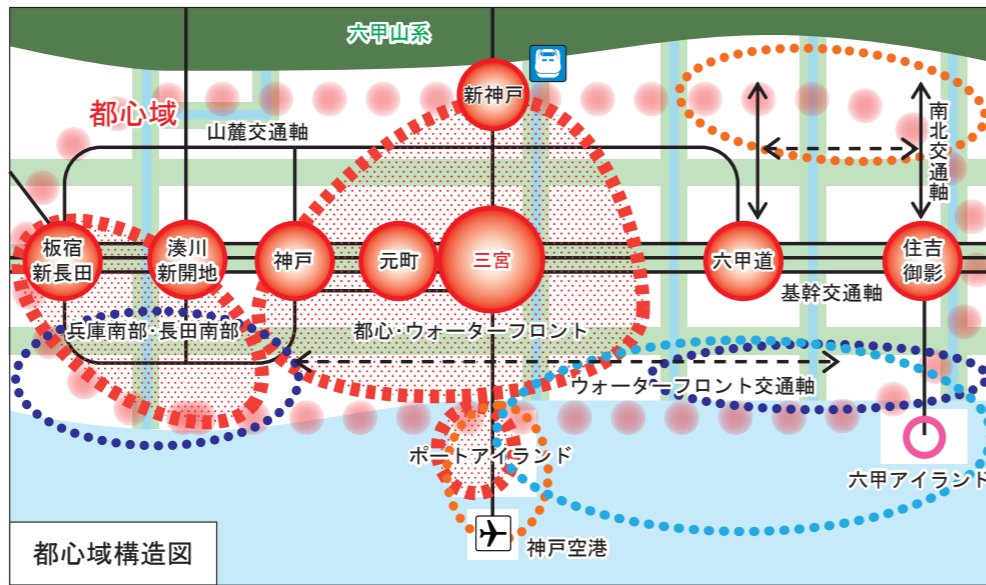 六甲山系
新神戸
都心域
山麓交通軸
南北交通軸
板宿
新長田
湊川
新開地
神戸
元町
三宮
六甲道
住吉
御影
基幹交通軸
兵庫南部・長田南部
都心・ウォーターフロント
ウォーターフロント交通軸
ポートアイランド
六甲アイランド
神戸空港
都心域構造図